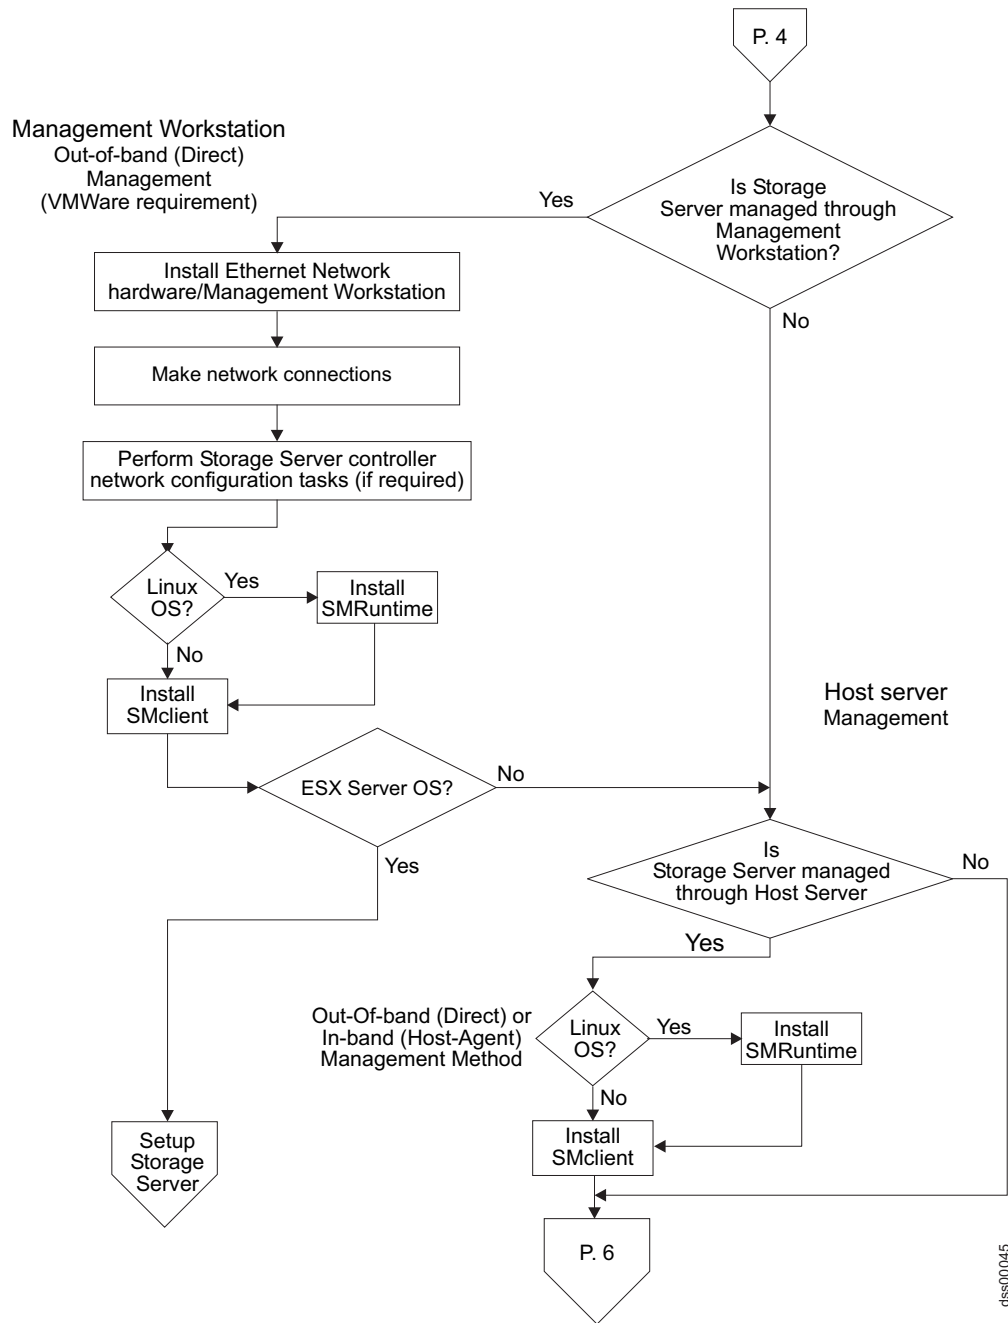 P. 4
Management Workstation
Out-of-band (Direct)
Management
(VMWare requirement)
Is Storage
Server managed through
Management
Workstation?
Yes
No
Install Ethernet Network
hardware/Management Workstation
Make network connections
Perform Storage Server controller
network configuration tasks (if required)
Linux
OS?
Yes
Install
SMRuntime
No
Install
SMclient
Host server
Management
ESX Server OS?
No
Yes
Is
Storage Server managed
through Host Server
No
Yes
Out-Of-band (Direct) or
In-band (Host-Agent)
Management Method
Linux
OS?
Yes
Install
SMRuntime
No
Install
SMclient
Setup
Storage
Server
P. 6
dss00045